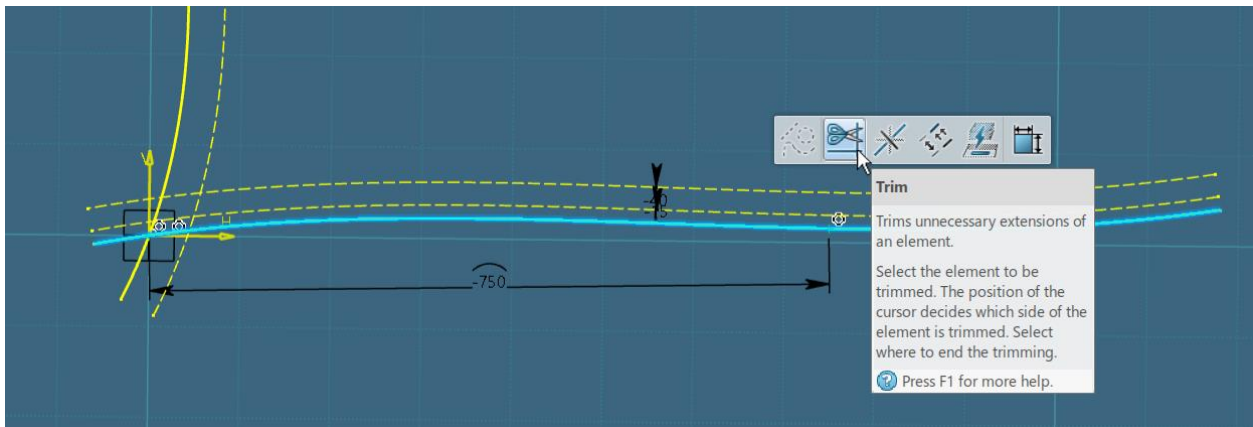 V
H
-750
Trim
Trims unnecessary extensions of
an element.
Select the element to be
trimmed. The position of the
cursor decides which side of the
element is trimmed. Select
where to end the trimming.
Press F1 for more help.